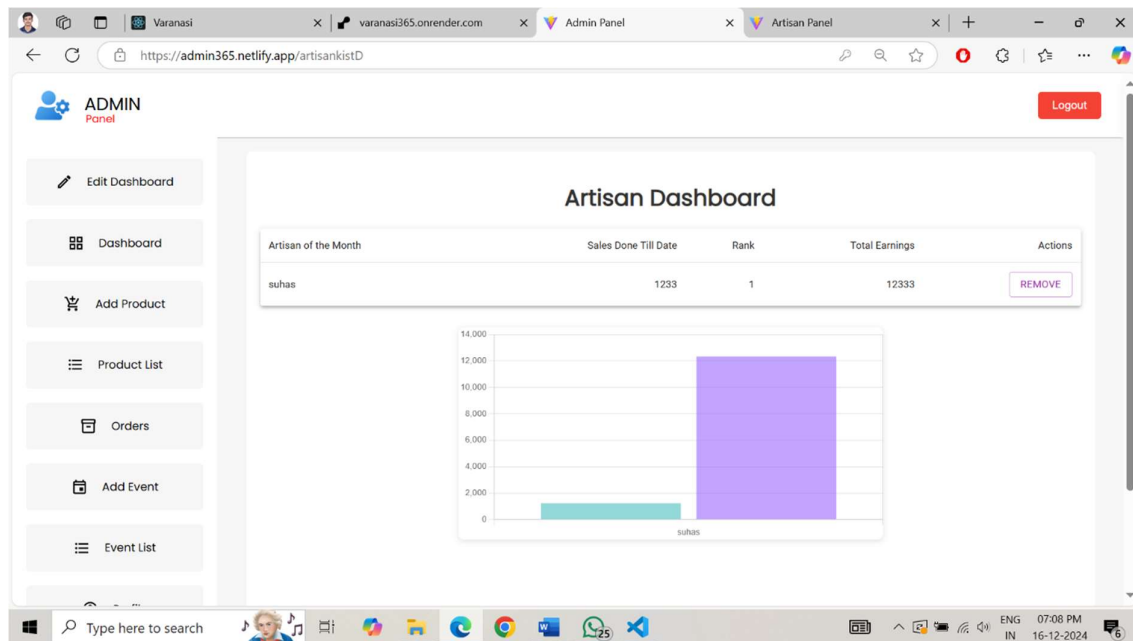 Varanasi
varanasi365.onrender.com
Admin Panel
Artisan Panel
https://admin365.netlify.app/artisankistD
ADMIN
Panel
Logout
Edit Dashboard
Dashboard
Add Product
Product List
Orders
Add Event
Event List
Artisan Dashboard
Artisan of the Month Sales Done Till Date Rank Total Earnings Actions
suhas 1233 1 12333 REMOVE
14,000
12,000
10,000
8,000
6,000
4,000
2,000
0
suhas
Type here to search
25
ENG
IN
07:08 PM
16-12-2024
6